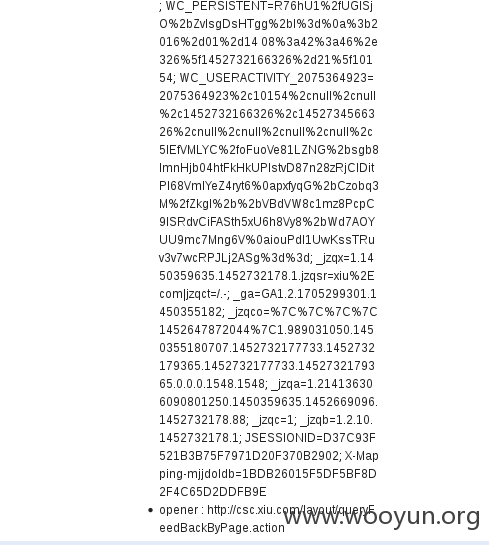 ; WC_PERSISTENT=R76hU1%2fUGISj
O%2bZvIsgDsHTgg%2bI%3d%0a%3b2
016%2d01%2d14 08%3a42%3a46%2e
326%5f1452732166326%2d21%5f101
54; WC_USERACTIVITY_2075364923=
2075364923%2c10154%2cnull%2cnull
%2c1452732166326%2c14527345663
26%2cnull%2cnull%2cnull%2cnull%2c
5IEfVMLYC%2foFuoVe81LZNG%2bsgb8
ImnHjb04htFkHkUPIstvD87n28zRjCIDit
PI68VmIYeZ4ryt6%0apxfyqG%2bCzobq3
M%2fZkgI%2b%2bVBdVW8c1mz8PcpC
9ISRdvCiFASth5xU6h8Vy8%2bWd7AOY
UU9mc7Mng6V%0aiouPdI1UwKssTRu
v3v7wcRPJLj2ASg%3d%3d; _jzqx=1.14
50359635.1452732178.1.jzqsr=xiu%2E
com|jzqct=/.-; _ga=GA1.2.1705299301.1
450355182; _jzqco=%7C%7C%7C%7C
1452647872044%7C1.989031050.145
0355180707.1452732177733.1452732
179365.1452732177733.14527321793
65.0.0.0.1548.1548; _jzqa=1.21413630
6090801250.1450359635.1452669096.
1452732178.88; _jzqc=1; _jzqb=1.2.10.
1452732178.1; JSESSIONID=D37C93F
521B3B75F7971D20F370B2902; X-Map
ping-mjjdoldb=1BDB26015F5DF5BF8D
2F4C65D2DDFB9E
• opener : http://csc.xiu.com/layout/queryF
eedBackByPage.action
www.wooyun.org